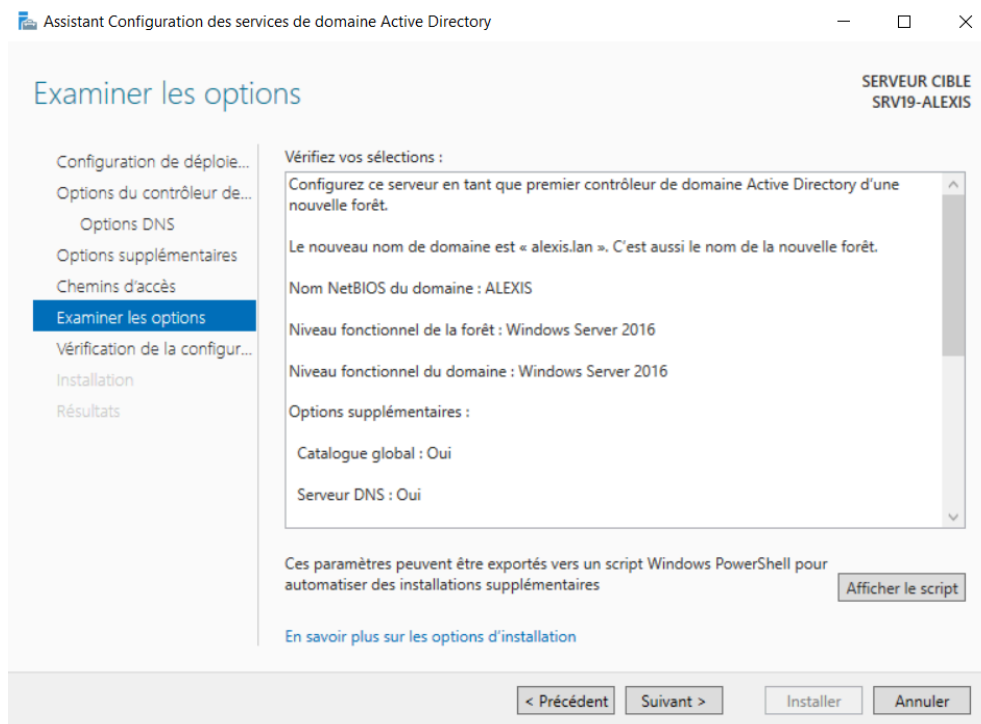 Assistant Configuration des services de domaine Active Directory
Examiner les options
SERVEUR CIBLE
SRV19-ALEXIS
Configuration de déploie...
Options du contrôleur de...
Options DNS
Options supplémentaires
Chemins d'accès
Examiner les options
Vérification de la configur...
Installation
Résultats
Vérifiez vos sélections :
Configurez ce serveur en tant que premier contrôleur de domaine Active Directory d'une
nouvelle forêt.
Le nouveau nom de domaine est « alexis.lan ». C'est aussi le nom de la nouvelle forêt.
Nom NetBIOS du domaine : ALEXIS
Niveau fonctionnel de la forêt : Windows Server 2016
Niveau fonctionnel du domaine : Windows Server 2016
Options supplémentaires :
Catalogue global : Oui
Serveur DNS : Oui
Ces paramètres peuvent être exportés vers un script Windows PowerShell pour
automatiser des installations supplémentaires
Afficher le script
En savoir plus sur les options d'installation
< Précédent
Suivant >
Installer
Annuler